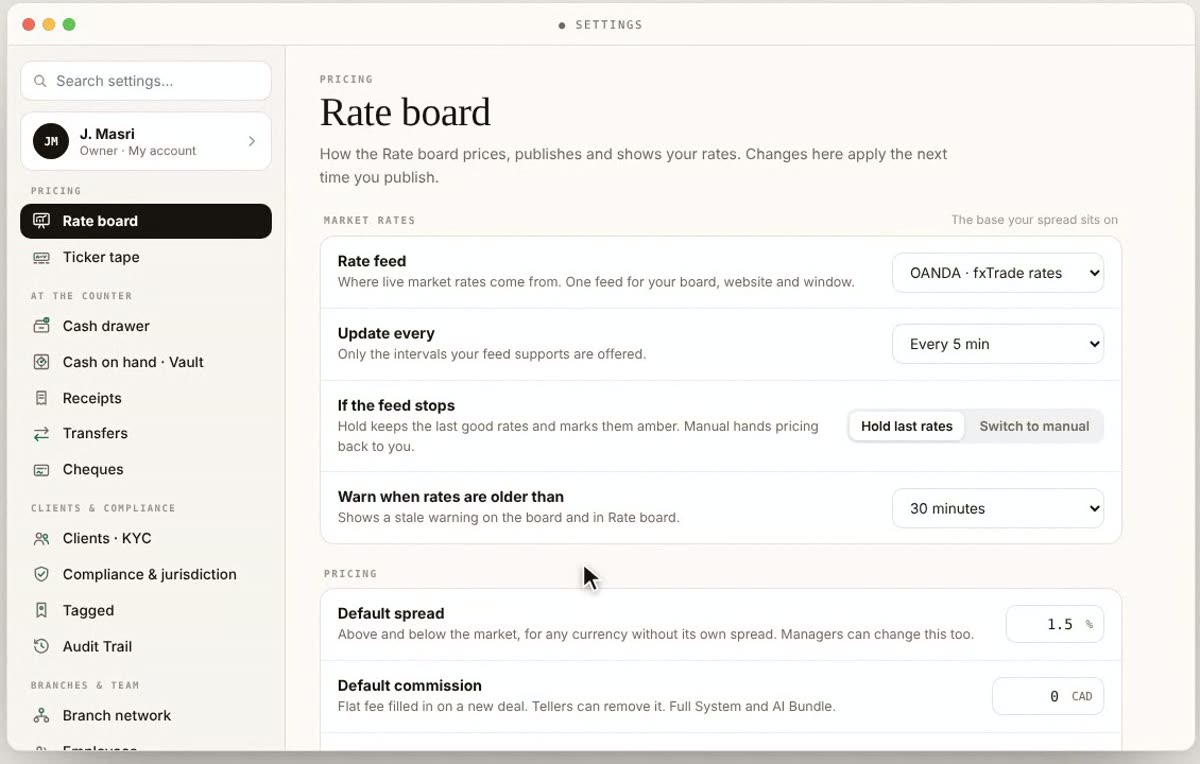 SETTINGS
Search settings...
JM
J. Masri
Owner · My account
PRICING
Rate board
Ticker tape
AT THE COUNTER
Cash drawer
Cash on hand · Vault
Receipts
Transfers
Cheques
CLIENTS & COMPLIANCE
Clients · KYC
Compliance & jurisdiction
Tagged
Audit Trail
BRANCHES & TEAM
Branch network
Employees
PRICING
Rate board
How the Rate board prices, publishes and shows your rates. Changes here apply the next
time you publish.
MARKET RATES
The base your spread sits on
Rate feed
Where live market rates come from. One feed for your board, website and window.
OANDA · fxTrade rates
Update every
Only the intervals your feed supports are offered.
Every 5 min
If the feed stops
Hold keeps the last good rates and marks them amber. Manual hands pricing
back to you.
Hold last rates
Switch to manual
Warn when rates are older than
Shows a stale warning on the board and in Rate board.
30 minutes
PRICING
Default spread
Above and below the market, for any currency without its own spread. Managers can change this too.
1.5 %
Default commission
Flat fee filled in on a new deal. Tellers can remove it. Full System and AI Bundle.
0 CAD